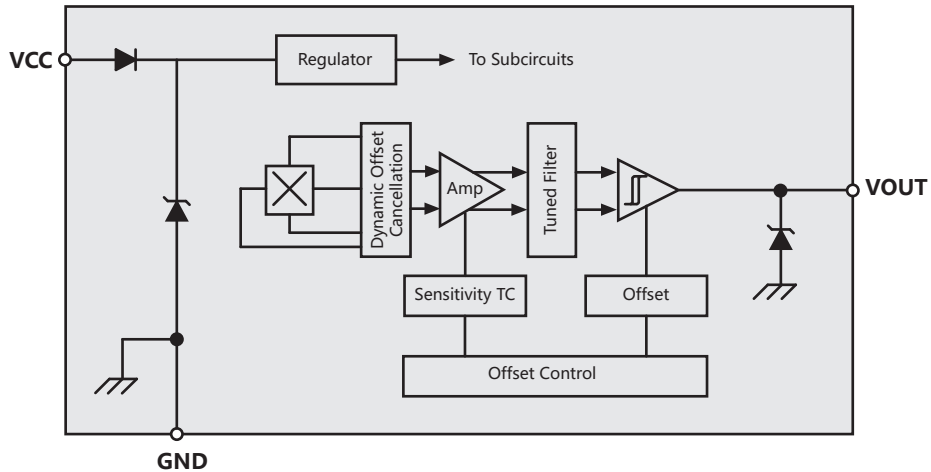 VCC
Regulator
To Subcircuits
Dynamic Offset
Cancellation
Amp
Tuned Filter
VOUT
Sensitivity TC
Offset
Offset Control
GND